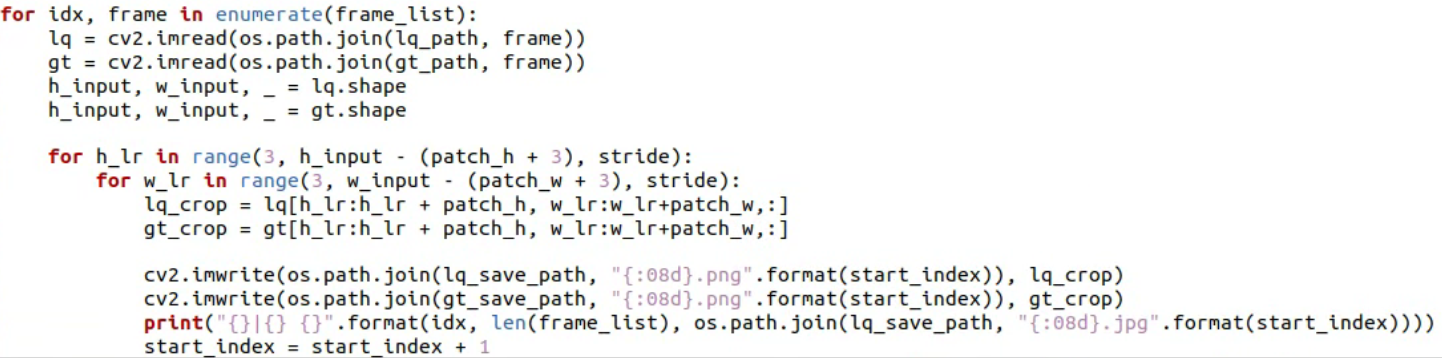 for idx, frame in enumerate(frame_list):
    lq = cv2.imread(os.path.join(lq_path, frame))
    gt = cv2.imread(os.path.join(gt_path, frame))
    h_input, w_input, _ = lq.shape
    h_input, w_input, _ = gt.shape

    for h_lr in range(3, h_input - (patch_h + 3), stride):
        for w_lr in range(3, w_input - (patch_w + 3), stride):
            lq_crop = lq[h_lr:h_lr + patch_h, w_lr:w_lr+patch_w,:]
            gt_crop = gt[h_lr:h_lr + patch_h, w_lr:w_lr+patch_w,:]

            cv2.imwrite(os.path.join(lq_save_path, "{:08d}.png".format(start_index)), lq_crop)
            cv2.imwrite(os.path.join(gt_save_path, "{:08d}.png".format(start_index)), gt_crop)
            print("{}|{} {}".format(idx, len(frame_list), os.path.join(lq_save_path, "{:08d}.jpg".format(start_index))))
            start_index = start_index + 1